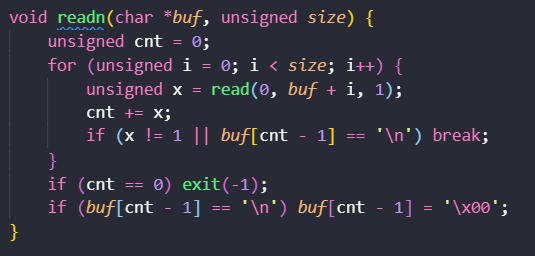 void readn(char *buf, unsigned size) {
    unsigned cnt = 0;
    for (unsigned i = 0; i < size; i++) {
        unsigned x = read(0, buf + i, 1);
        cnt += x;
        if (x != 1 || buf[cnt - 1] == '\n') break;
    }
    if (cnt == 0) exit(-1);
    if (buf[cnt - 1] == '\n') buf[cnt - 1] = '\x00';
}